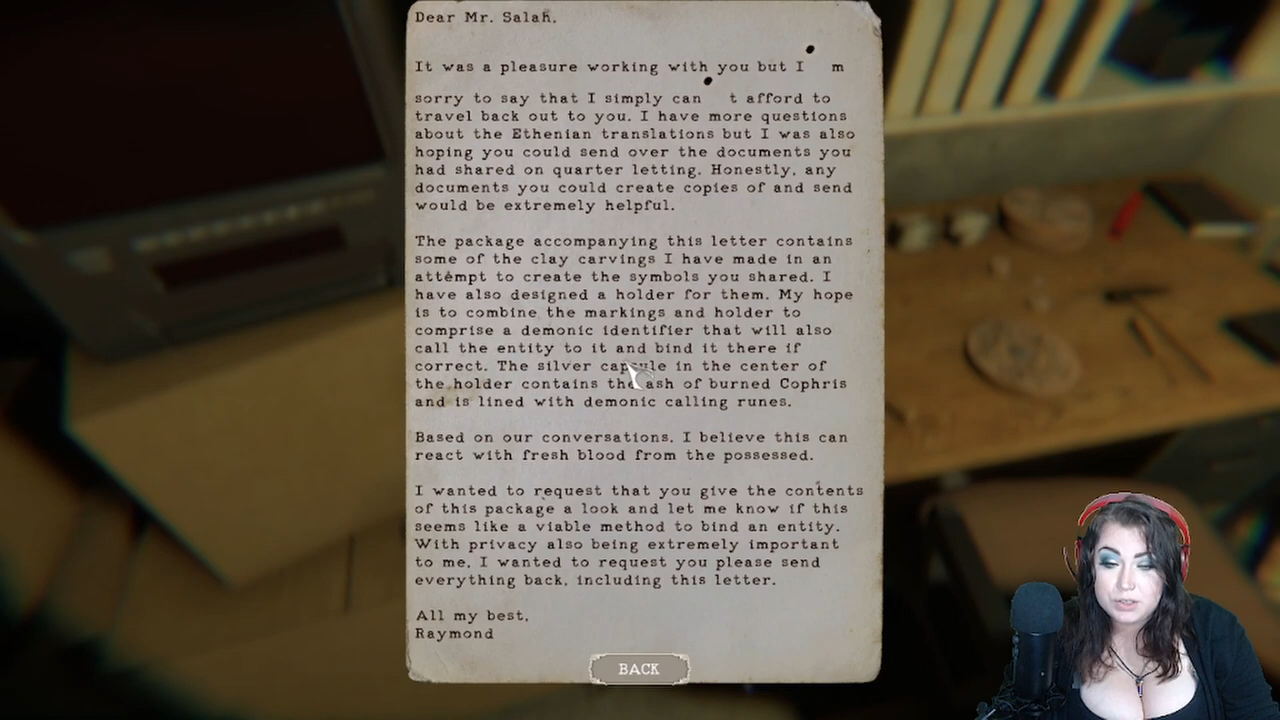 Dear Mr. Salah,
It was a pleasure working with you but I m
sorry to say that I simply can t afford to
travel back out to you. I have more questions
about the Ethenian translations but I was also
hoping you could send over the documents you
had shared on quarter letting. Honestly, any
documents you could create copies of and send
would be extremely helpful.
The package accompanying this letter contains
some of the clay carvings I have made in an
attempt to create the symbols you shared. I
have also designed a holder for them. My hope
is to combine the markings and holder to
comprise a demonic identifier that will also
call the entity to it and bind it there if
correct. The silver capsule in the center of
the holder contains the ash of burned Cophris
and is lined with demonic calling runes.
Based on our conversations, I believe this can
react with fresh blood from the possessed.
I wanted to request that you give the contents
of this package a look and let me know if this
seems like a viable method to bind an entity.
With privacy also being extremely important
to me, I wanted to request you please send
everything back, including this letter.
All my best,
Raymond
BACK